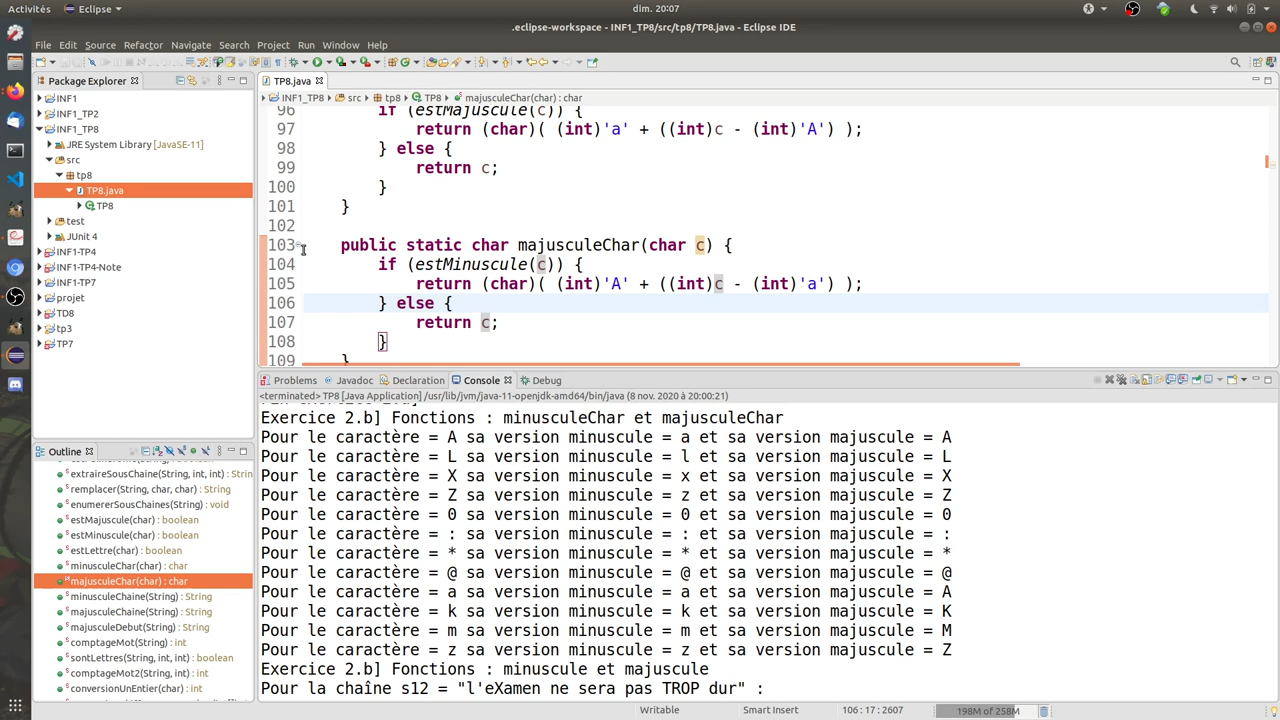 Activités
Eclipse
dim. 20:07
.eclipse-workspace - INF1_TP8/src/tp8/TP8.java - Eclipse IDE
File Edit Source Refactor Navigate Search Project Run Window Help
Package Explorer
INF1
INF1_TP2
INF1_TP8
JRE System Library [JavaSE-11]
src
tp8
TP8.java
TP8
test
JUnit 4
INF1-TP4
INF1-TP4-Note
INF1-TP7
projet
TD8
tp3
TP7
TP8.java
INF1_TP8 src tp8 TP8 majusculeChar(char) : char
96 if (estMajuscule(c)) {
97 return (char)( (int)'a' + ((int)c - (int)'A') );
98 } else {
99 return c;
100 }
101 }
102
103 public static char majusculeChar(char c) {
104 if (estMinuscule(c)) {
105 return (char)( (int)'A' + ((int)c - (int)'a') );
106 } else {
107 return c;
108 }
109 }
Outline
extraireSousChaine(String, int, int) : Strin
remplacer(String, char, char) : String
enumererSousChaines(String) : void
estMajuscule(char) : boolean
estMinuscule(char) : boolean
estLettre(char) : boolean
minusculeChar(char) : char
majusculeChar(char) : char
minusculeChaine(String) : String
majusculeChaine(String) : String
majusculeDebut(String) : String
comptageMot(String) : int
sontLettres(String, int, int) : boolean
comptageMot2(String) : int
conversionUnEntier(char) : int
Problems Javadoc Declaration Console Debug
<terminated> TP8 [Java Application] /usr/lib/jvm/java-11-openjdk-amd64/bin/java (8 nov. 2020 à 20:00:21)
Exercice 2.b] Fonctions : minusculeChar et majusculeChar
Pour le caractère = A sa version minuscule = a et sa version majuscule = A
Pour le caractère = L sa version minuscule = l et sa version majuscule = L
Pour le caractère = X sa version minuscule = x et sa version majuscule = X
Pour le caractère = Z sa version minuscule = z et sa version majuscule = Z
Pour le caractère = 0 sa version minuscule = 0 et sa version majuscule = 0
Pour le caractère = : sa version minuscule = : et sa version majuscule = :
Pour le caractère = * sa version minuscule = * et sa version majuscule = *
Pour le caractère = @ sa version minuscule = @ et sa version majuscule = @
Pour le caractère = a sa version minuscule = a et sa version majuscule = A
Pour le caractère = k sa version minuscule = k et sa version majuscule = K
Pour le caractère = m sa version minuscule = m et sa version majuscule = M
Pour le caractère = z sa version minuscule = z et sa version majuscule = Z
Exercice 2.b] Fonctions : minuscule et majuscule
Pour la chaîne s12 = "l'eXamen ne sera pas TROP dur" :
Writable
Smart Insert
106 : 17 : 2607
198M of 258M